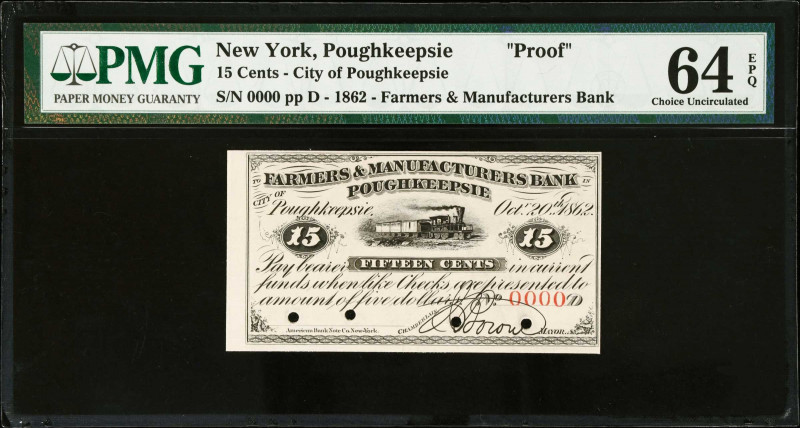 PMG
PAPER MONEY GUARANTY
New York, Poughkeepsie "Proof"
15 Cents - City of Poughkeepsie
S/N 0000 pp D - 1862 - Farmers & Manufacturers Bank
64 EPQ
Choice Uncirculated
TO FARMERS & MANUFACTURERS BANK IN
POUGHKEEPSIE
CITY OF
Poughkeepsie. Oct. 20th 1862.
15 15
Pay bearer FIFTEEN CENTS in current
funds when like Checks are presented to
amount of five dollars No 0000 D
CHAMBERLAIN. MAYOR.
American Bank Note Co. New-York.